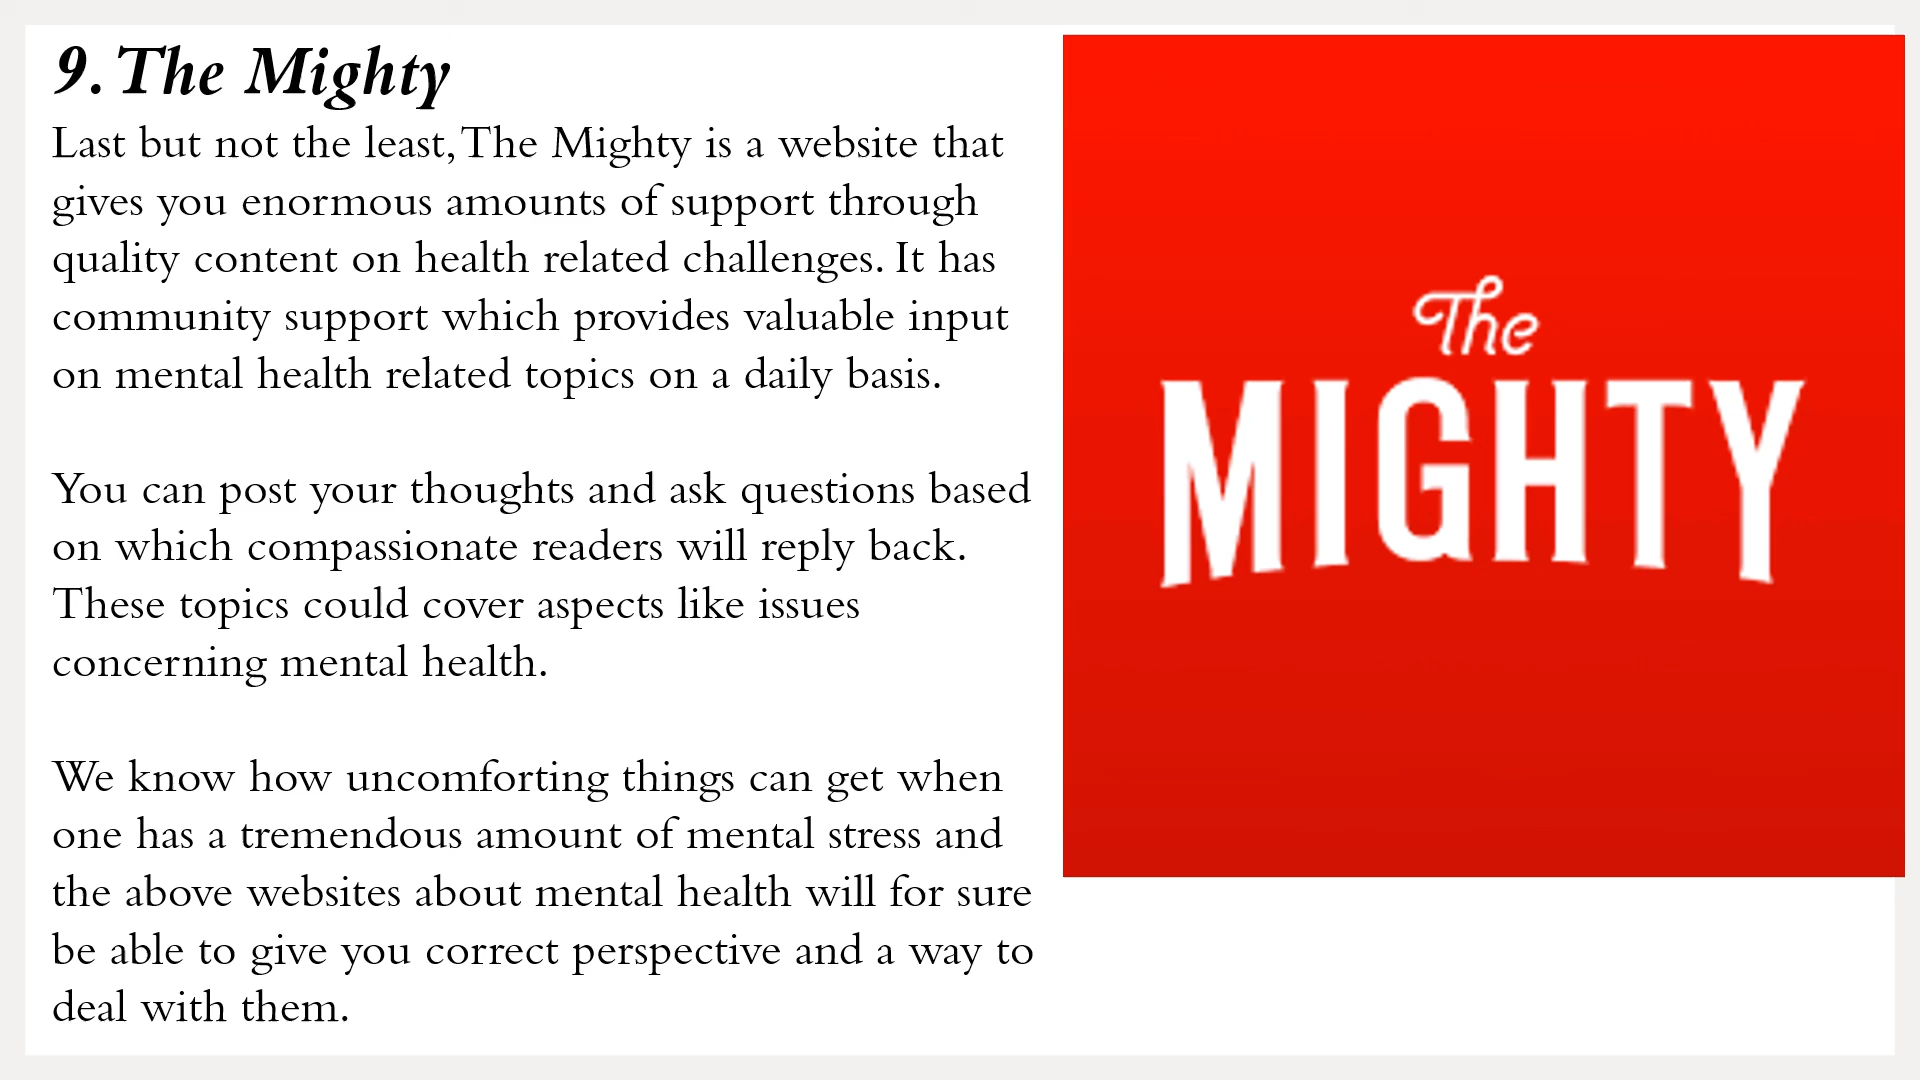 9. The Mighty
Last but not the least, The Mighty is a website that
gives you enormous amounts of support through
quality content on health related challenges. It has
community support which provides valuable input
on mental health related topics on a daily basis.
You can post your thoughts and ask questions based
on which compassionate readers will reply back.
These topics could cover aspects like issues
concerning mental health.
We know how uncomforting things can get when
one has a tremendous amount of mental stress and
the above websites about mental health will for sure
be able to give you correct perspective and a way to
deal with them.
The
MIGHTY